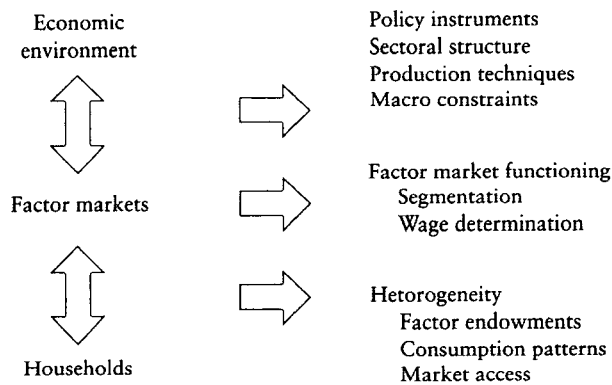 Economic
environment
Policy instruments
Sectoral structure
Production techniques
Macro constraints
Factor markets
Factor market functioning
Segmentation
Wage determination
Households
Hetorogeneity
Factor endowments
Consumption patterns
Market access